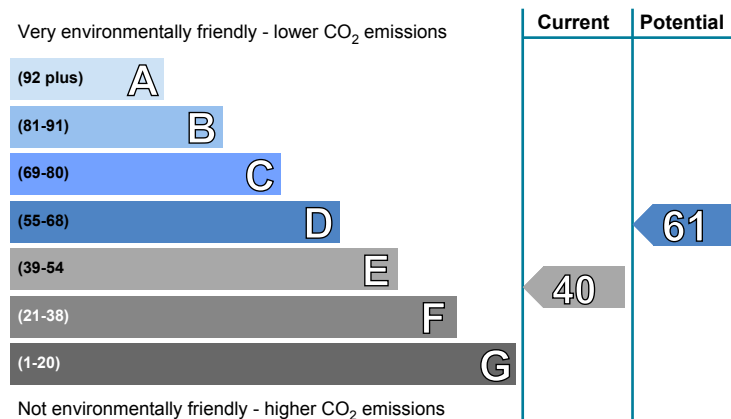 Very environmentally friendly - lower CO2 emissions
Current
Potential
(92 plus) A
(81-91) B
(69-80) C
(55-68) D
61
(39-54 E
40
(21-38) F
(1-20) G
Not environmentally friendly - higher CO2 emissions